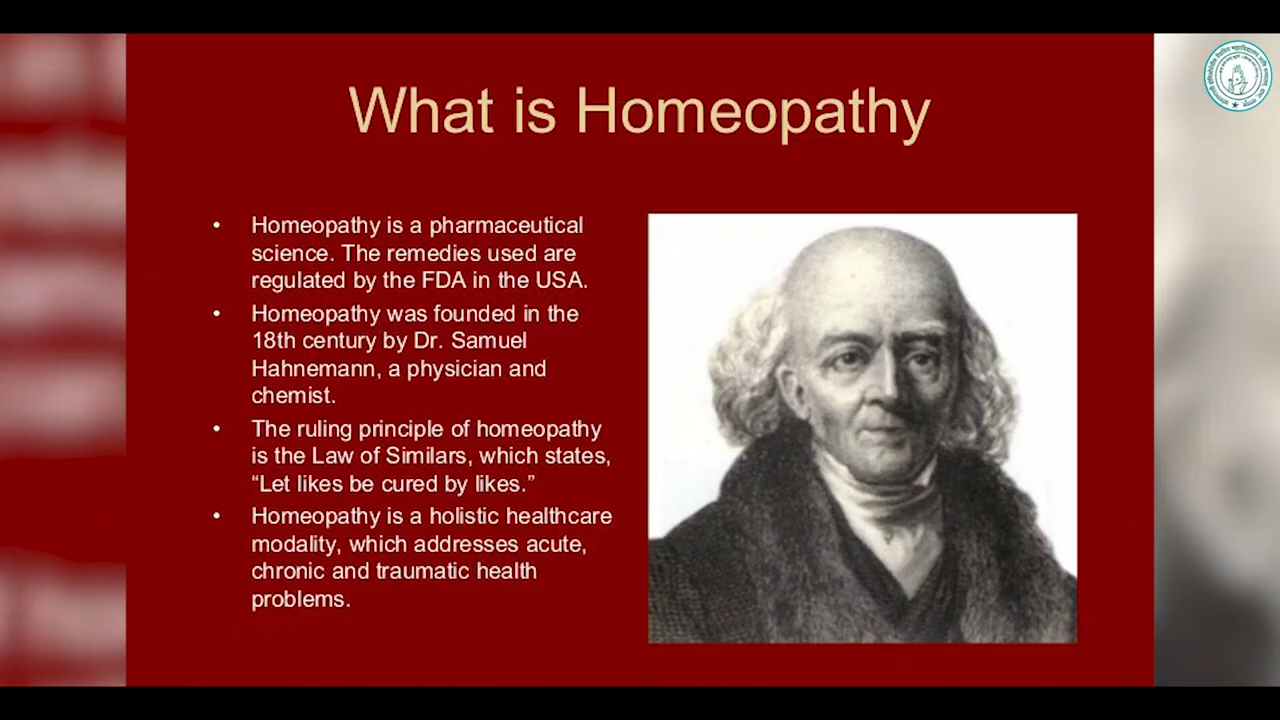 What is Homeopathy
• Homeopathy is a pharmaceutical
science. The remedies used are
regulated by the FDA in the USA.
• Homeopathy was founded in the
18th century by Dr. Samuel
Hahnemann, a physician and
chemist.
• The ruling principle of homeopathy
is the Law of Similars, which states,
“Let likes be cured by likes.”
• Homeopathy is a holistic healthcare
modality, which addresses acute,
chronic and traumatic health
problems.